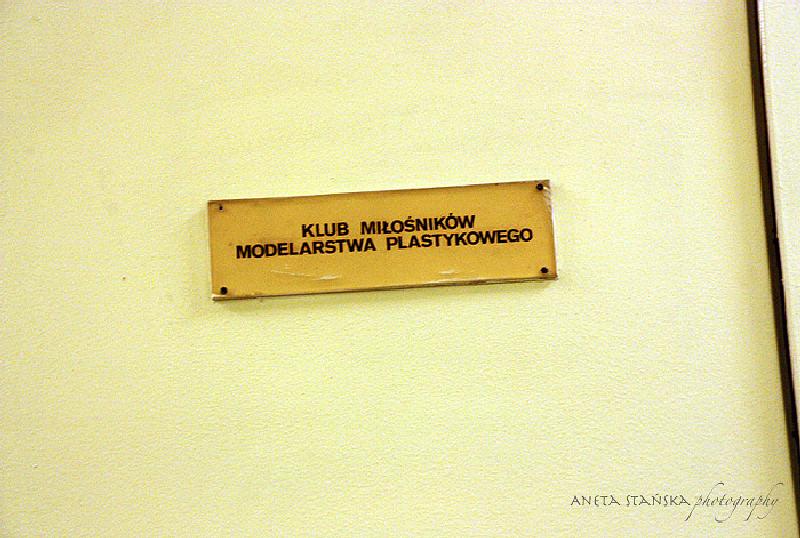 KLUB MIŁOŚNIKÓW
MODELARSTWA PLASTYKOWEGO
ANETA STAŃSKA photography